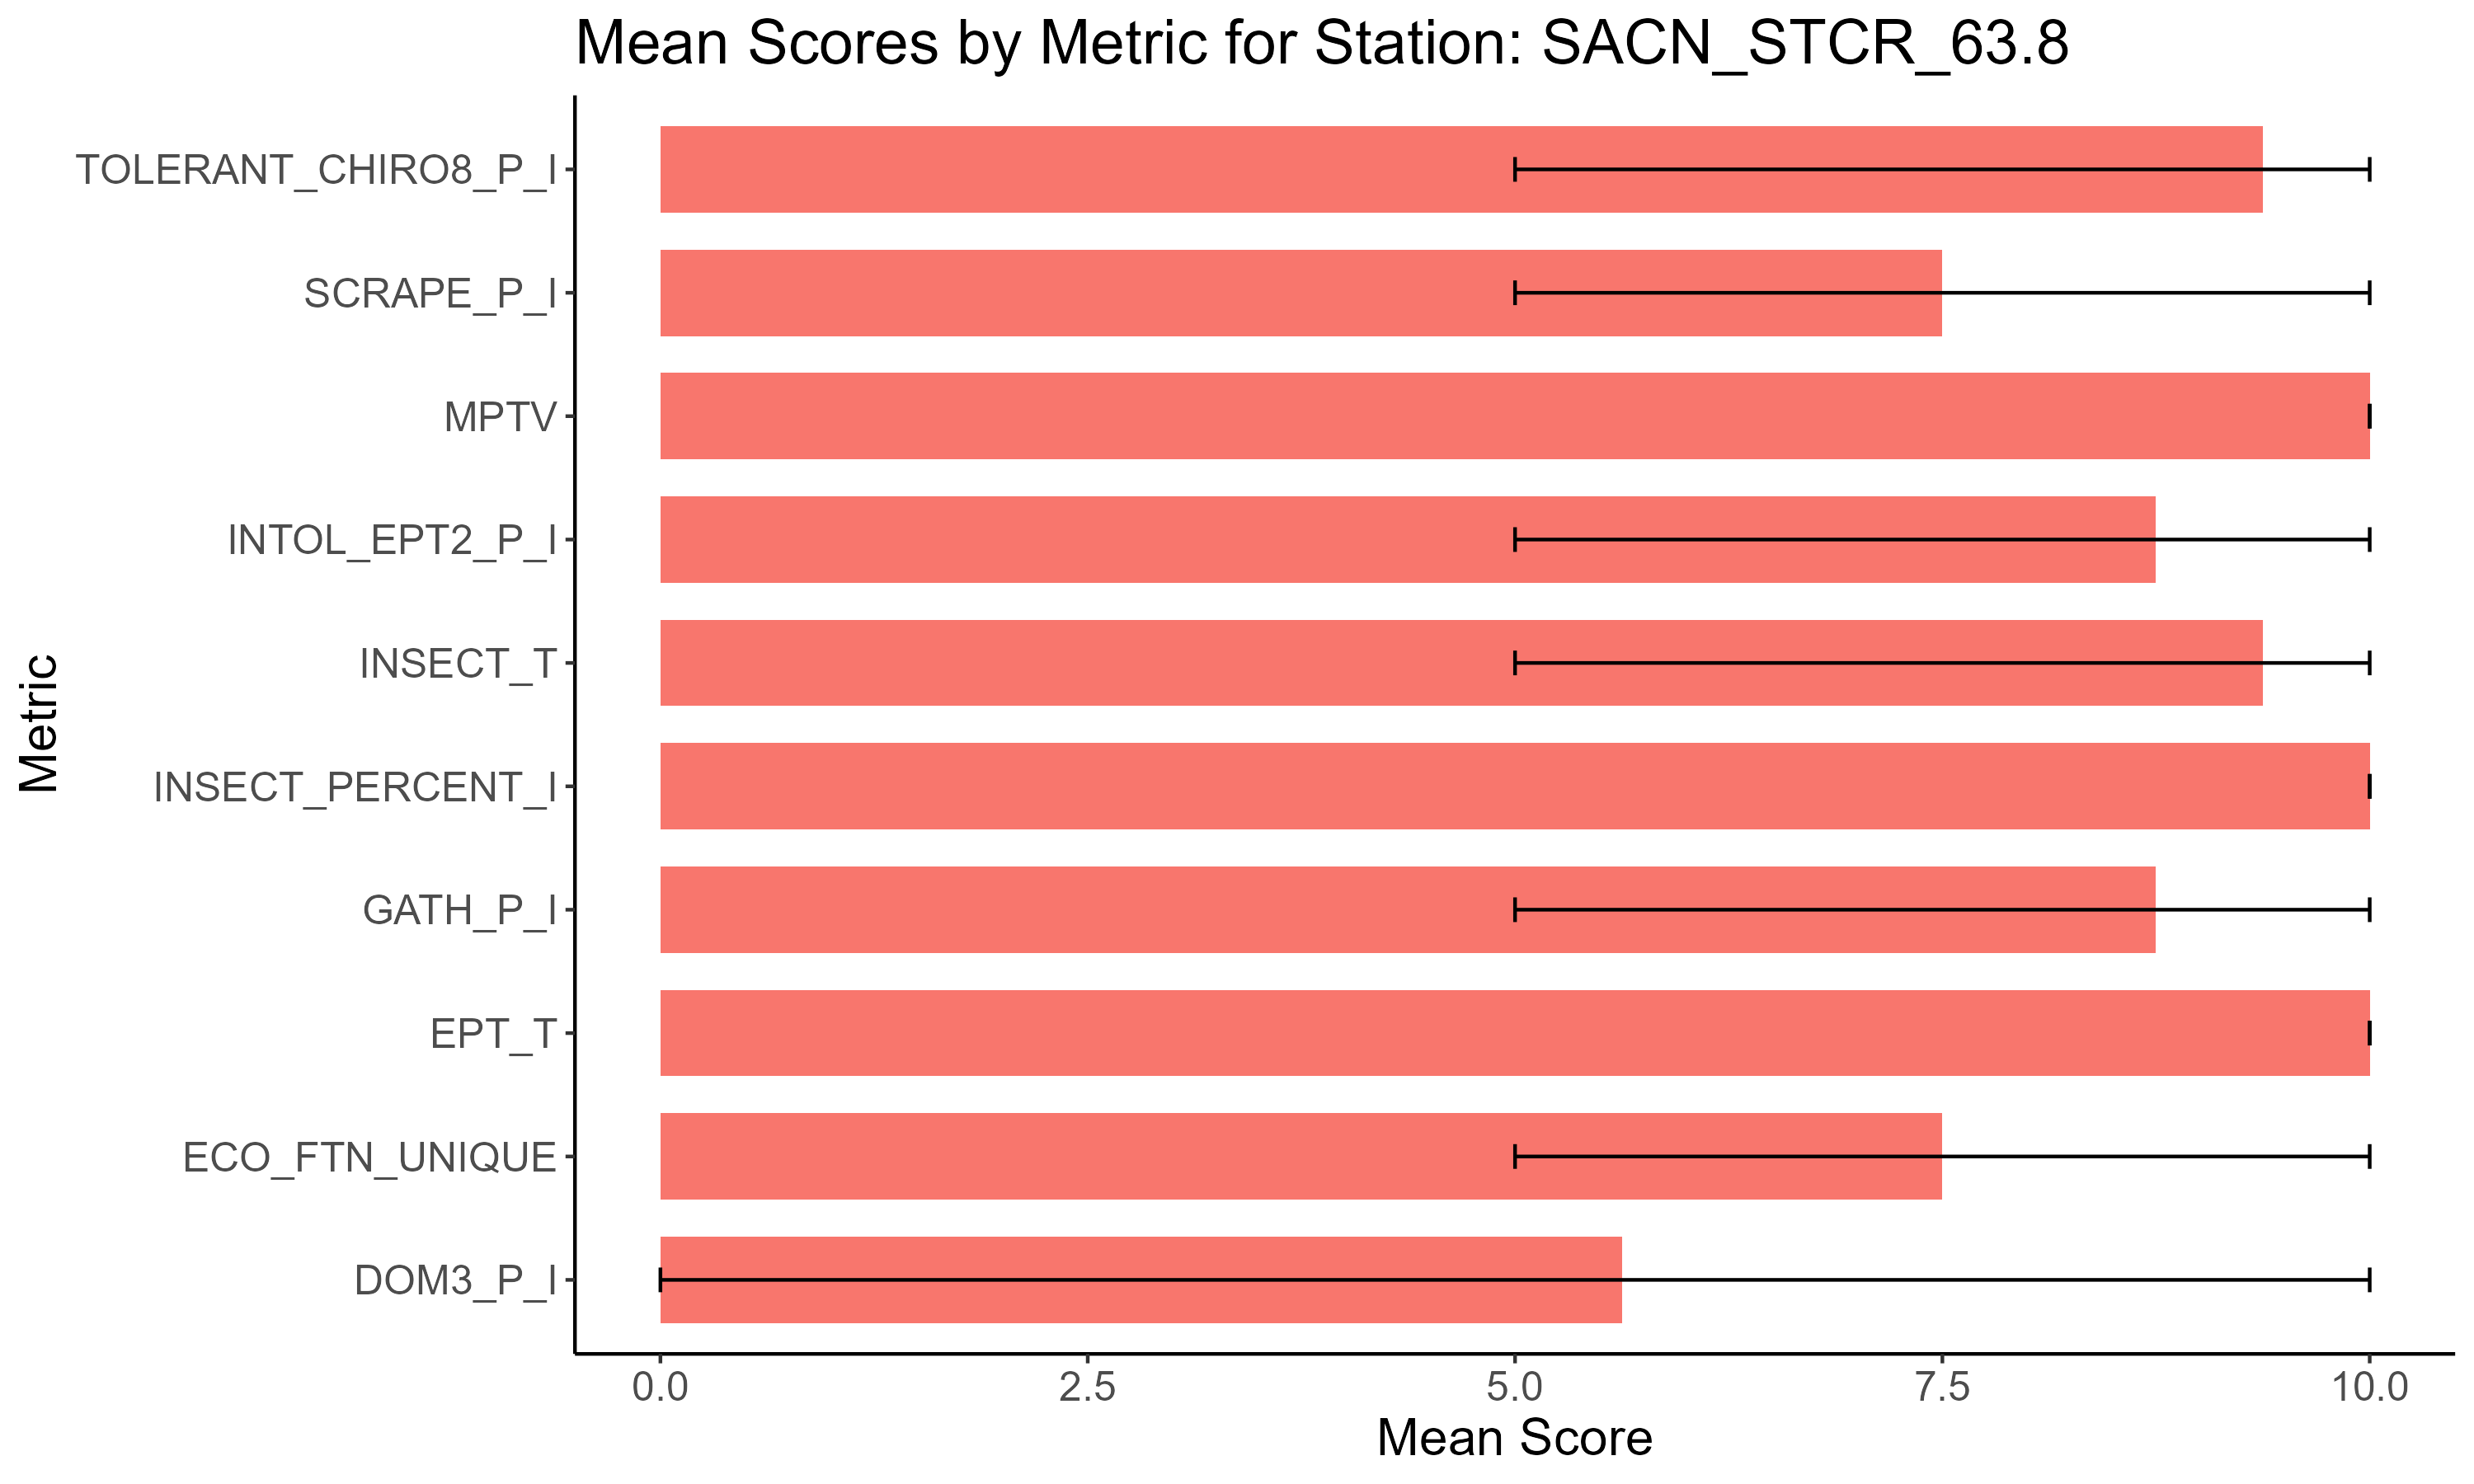 Mean Scores by Metric for Station: SACN_STCR_63.8
TOLERANT_CHIRO8_P_I
SCRAPE_P_I
MPTV
INTOL_EPT2_P_I
INSECT_T
INSECT_PERCENT_I
GATH_P_I
EPT_T
ECO_FTN_UNIQUE
DOM3_P_I
Metric
0.0 2.5 5.0 7.5 10.0
Mean Score